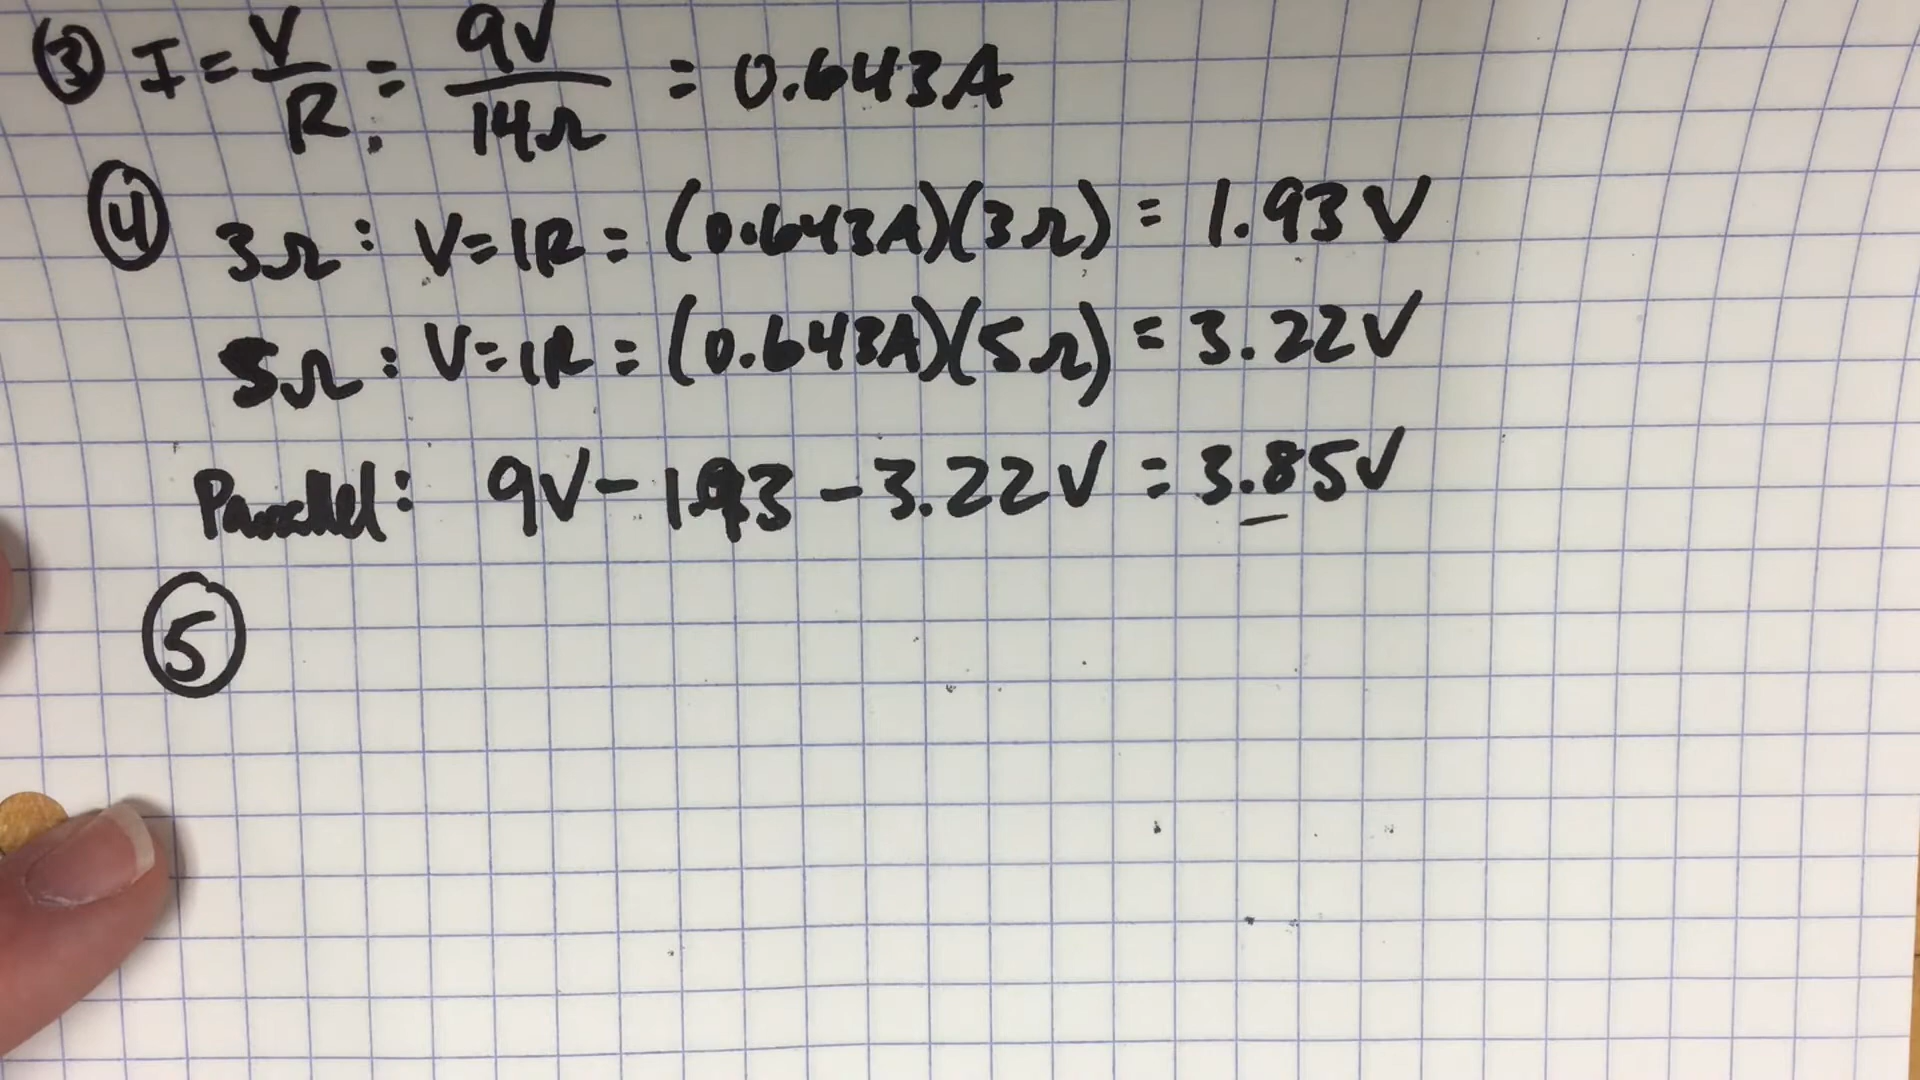 ③ I = V/R = 9V/14Ω = 0.643A
④ 3Ω : V=IR = (0.643A)(3Ω) = 1.93V
5Ω : V=IR = (0.643A)(5Ω) = 3.22V
Parallel: 9V - 1.93 - 3.22V = 3.85V
⑤